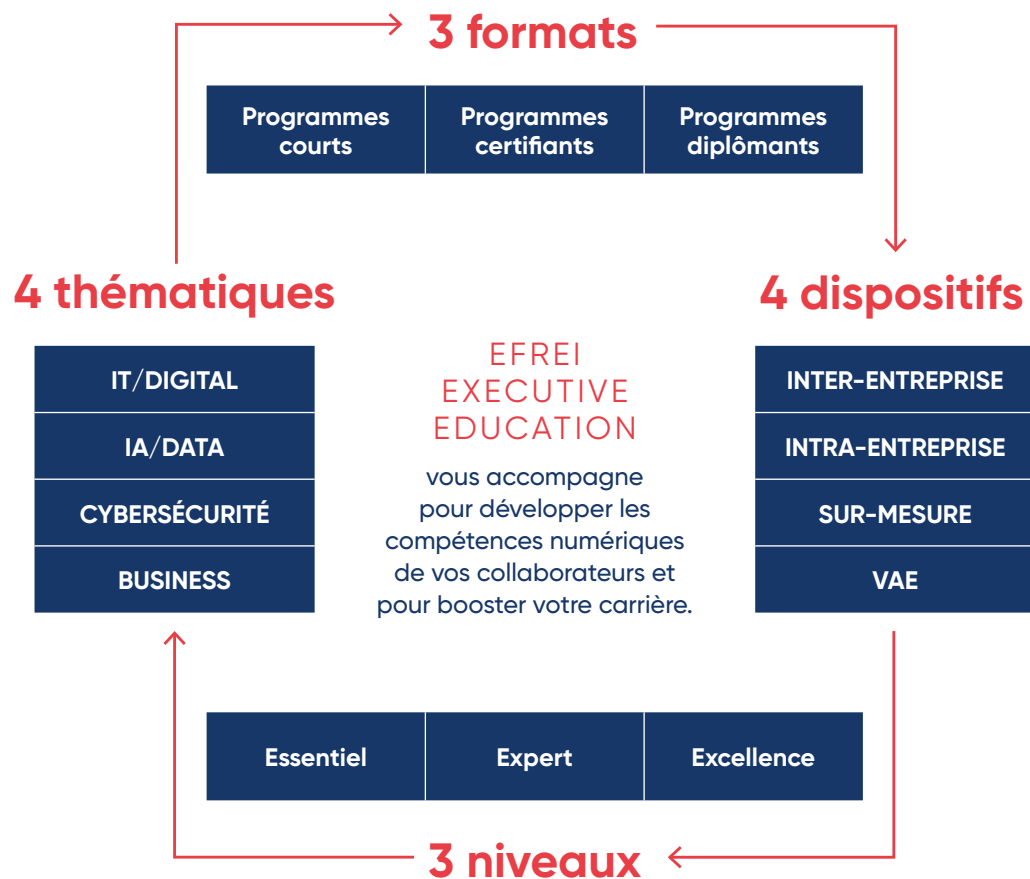 3 formats
Programmes
courts
Programmes
certifiants
Programmes
diplômants
4 thématiques
IT/DIGITAL
IA/DATA
CYBERSÉCURITÉ
BUSINESS
EFREI
EXECUTIVE
EDUCATION
vous accompagne
pour développer les
compétences numériques
de vos collaborateurs et
pour booster votre carrière.
4 dispositifs
INTER-ENTREPRISE
INTRA-ENTREPRISE
SUR-MESURE
VAE
Essentiel
Expert
Excellence
3 niveaux